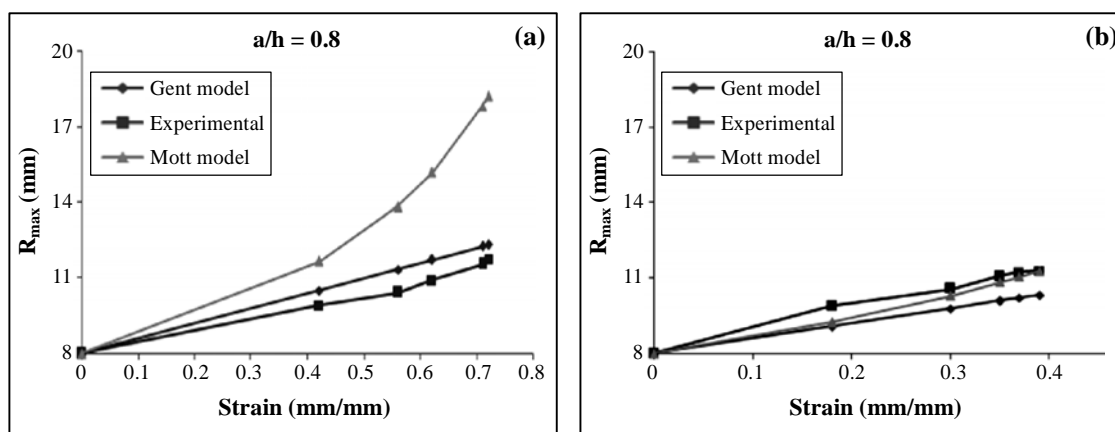 a/h = 0.8
(a)
20
17
14
11
8
R_max (mm)
Gent model
Experimental
Mott model
0
0.1
0.2
0.3
0.4
0.5
0.6
0.7
0.8
Strain (mm/mm)
a/h = 0.8
(b)
20
17
14
11
8
R_max (mm)
Gent model
Experimental
Mott model
0
0.1
0.2
0.3
0.4
Strain (mm/mm)